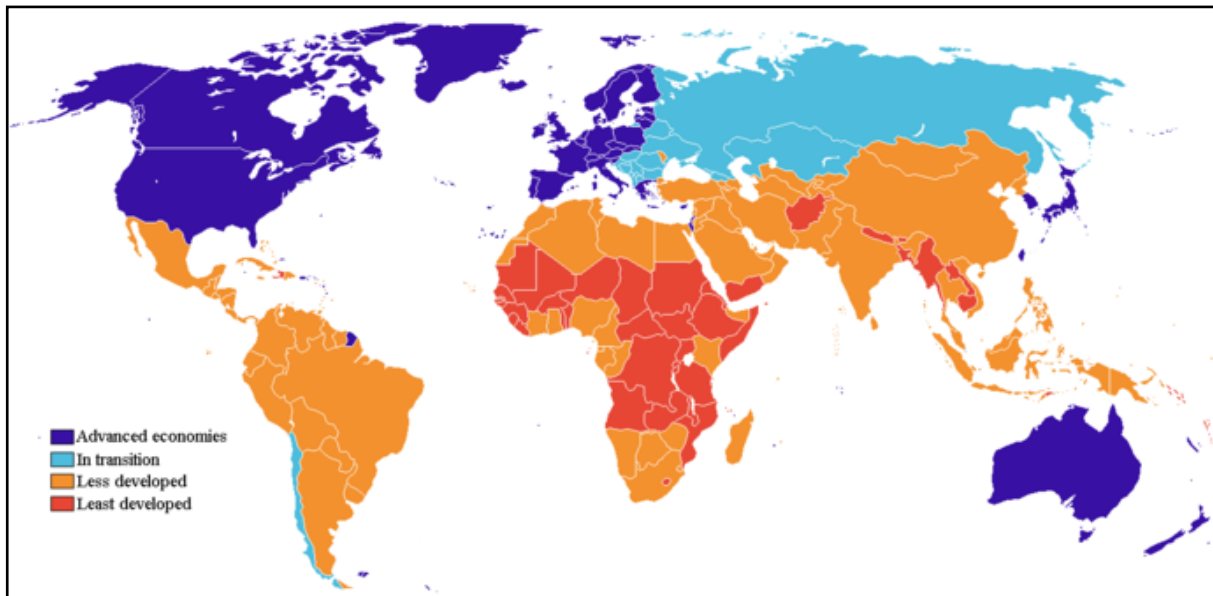 Advanced economies
In transition
Less developed
Least developed